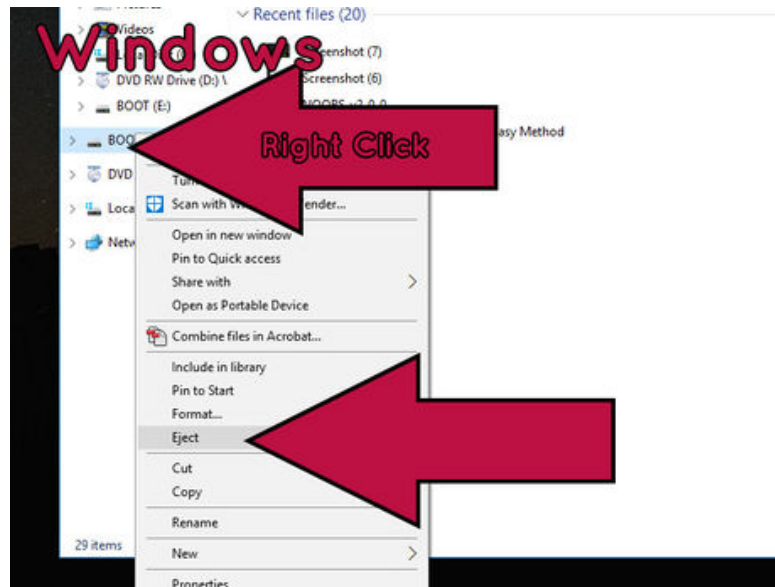 Recent files (20)
Windows
Videos
Screenshot (7)
DVD RW Drive (D:) \
Screenshot (6)
BOOT (E:)
asy Method
Right Click
DVD
Scan with
ender...
Open in new window
Pin to Quick access
Share with
Open as Portable Device
Combine files in Acrobat...
Include in library
Pin to Start
Format...
Eject
Cut
Copy
Rename
29 items
New
Properties